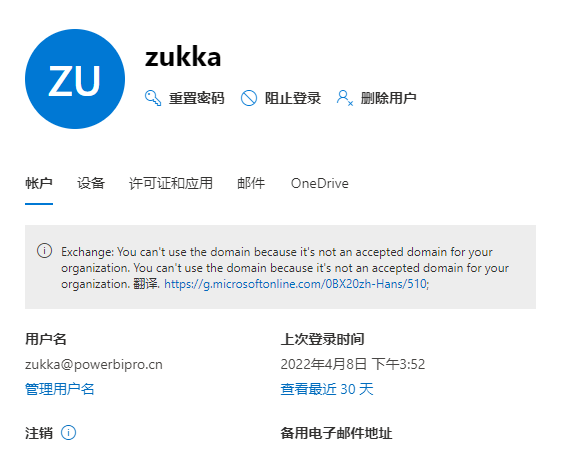 ZU
zukka
重置密码 阻止登录 删除用户
帐户 设备 许可证和应用 邮件 OneDrive
Exchange: You can't use the domain because it's not an accepted domain for your
organization. You can't use the domain because it's not an accepted domain for your
organization. 翻译. https://g.microsoftonline.com/0BX20zh-Hans/510;
用户名 上次登录时间
zukka@powerbipro.cn 2022年4月8日 下午3:52
管理用户名 查看最近 30 天
注销 备用电子邮件地址